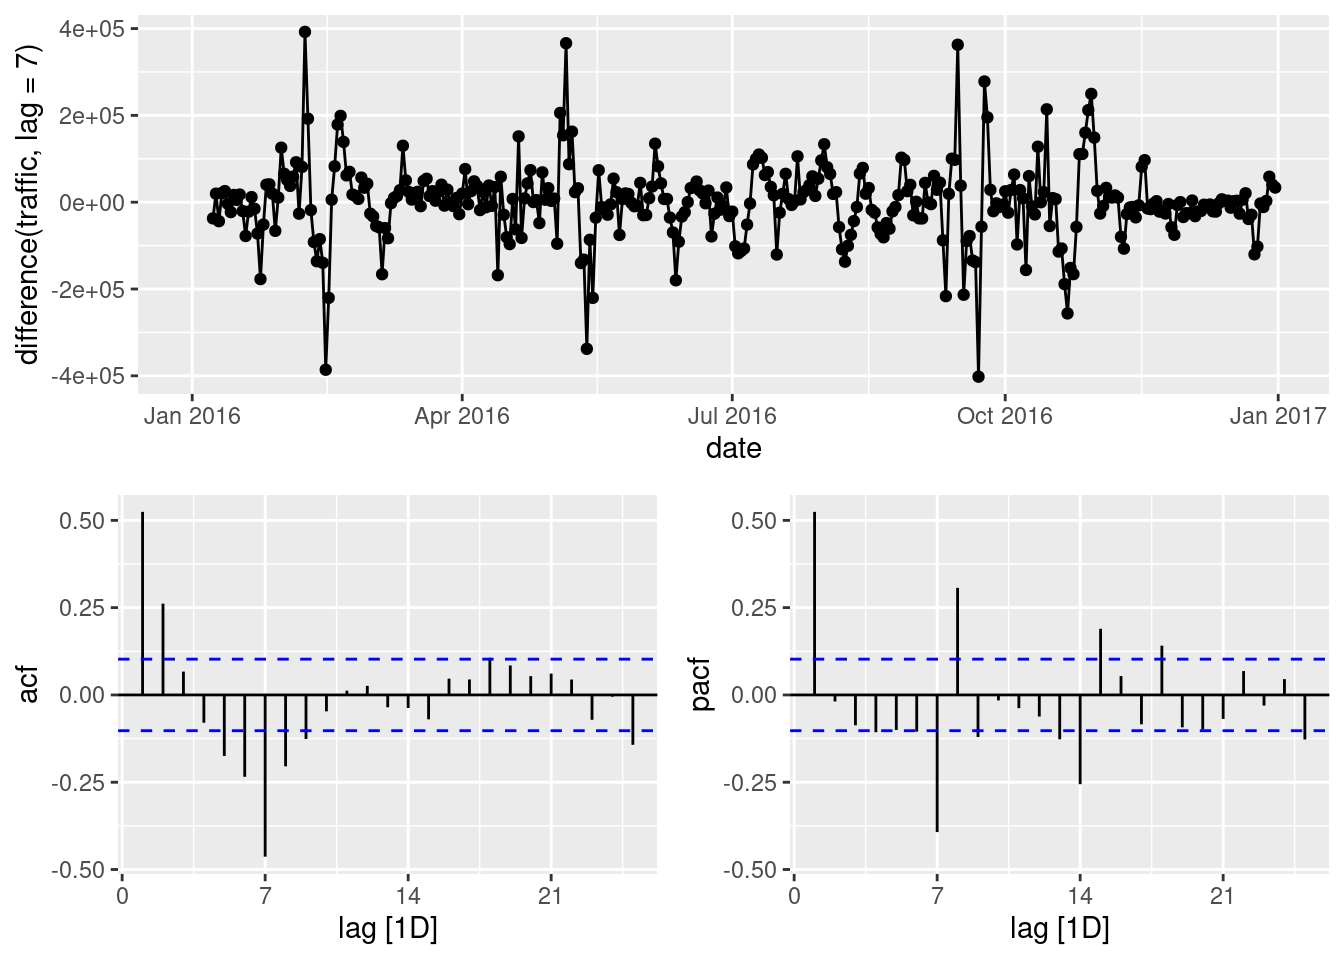 difference(traffic, lag = 7)
4e+05
2e+05
0e+00
-2e+05
-4e+05
Jan 2016 Apr 2016 Jul 2016 Oct 2016 Jan 2017
date
acf
0.50
0.25
0.00
-0.25
-0.50
0 7 14 21
lag [1D]
pacf
0.50
0.25
0.00
-0.25
-0.50
0 7 14 21
lag [1D]